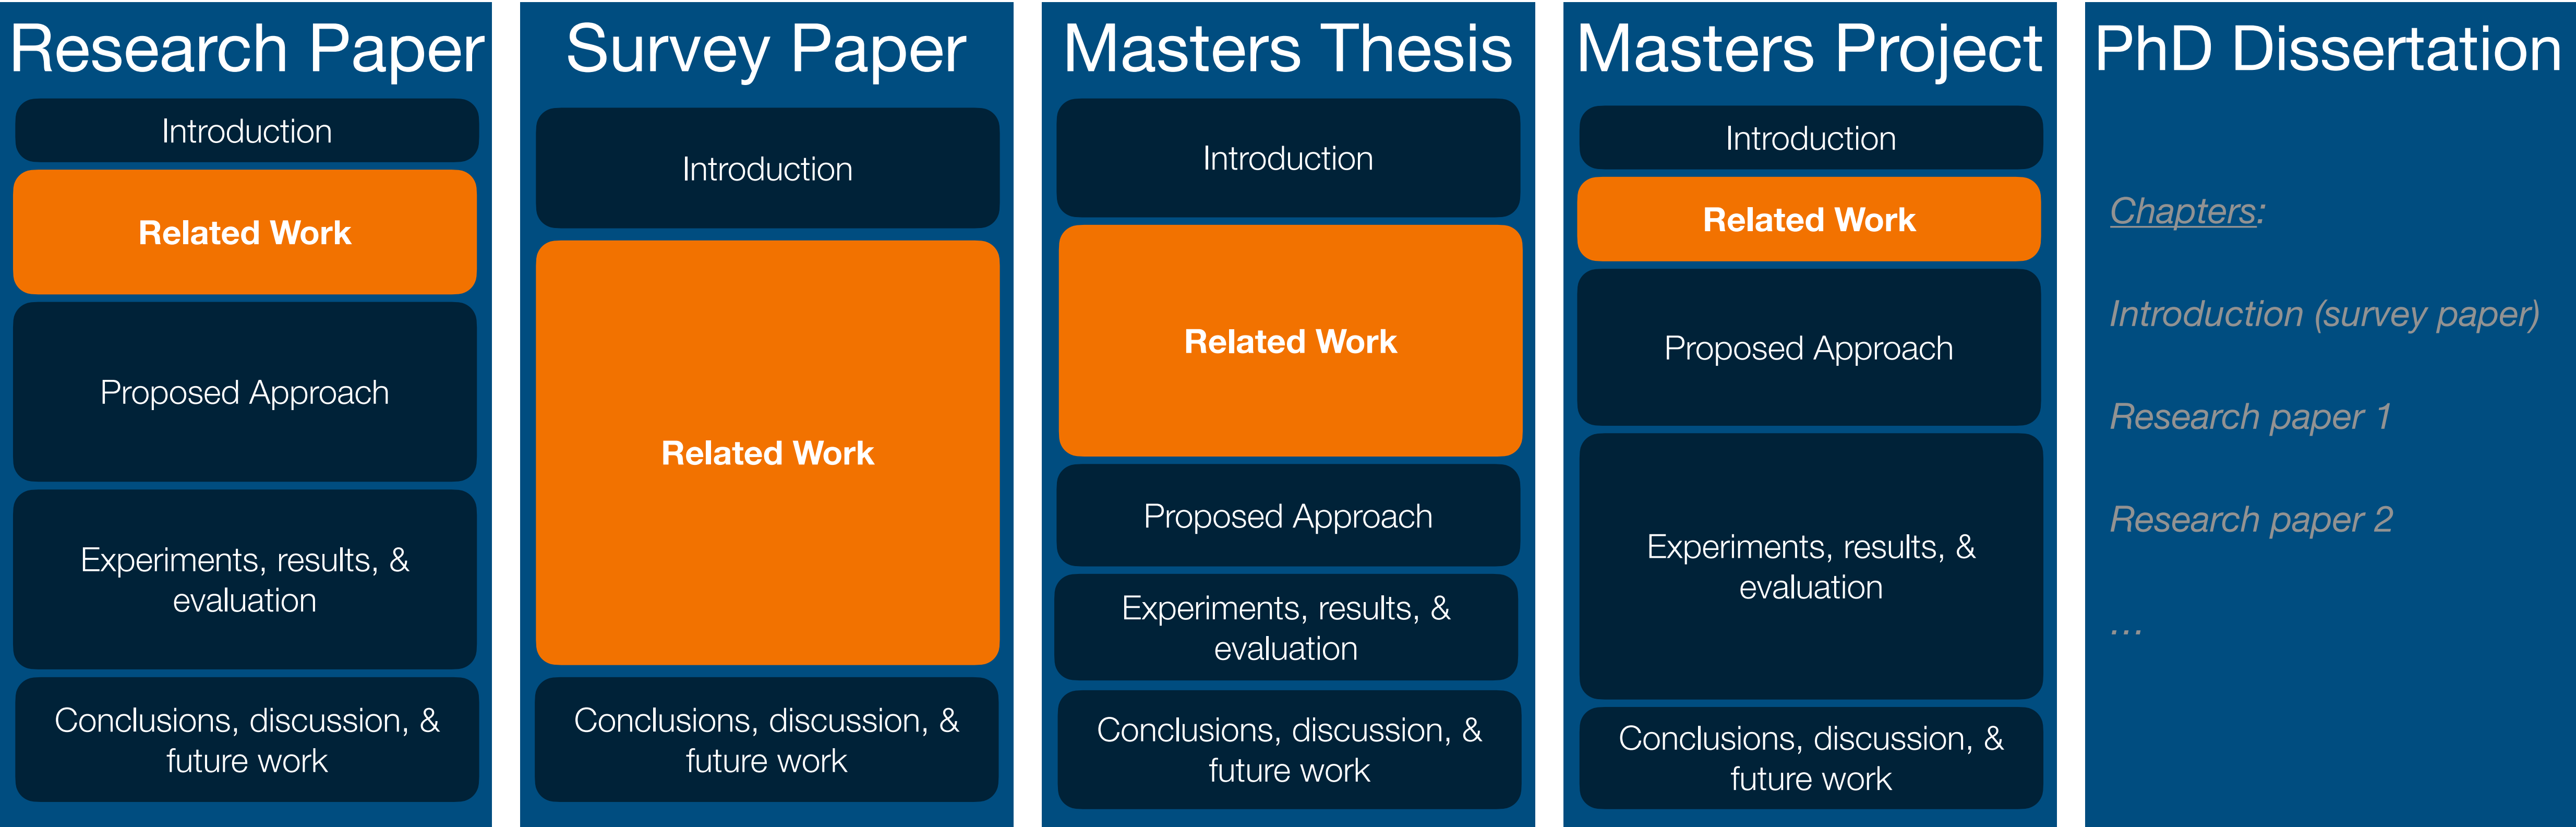 Research Paper
Introduction
Related Work
Proposed Approach
Experiments, results, &
evaluation
Conclusions, discussion, &
future work
Survey Paper
Introduction
Related Work
Conclusions, discussion, &
future work
Masters Thesis
Introduction
Related Work
Proposed Approach
Experiments, results, &
evaluation
Conclusions, discussion, &
future work
Masters Project
Introduction
Related Work
Proposed Approach
Experiments, results, &
evaluation
Conclusions, discussion, &
future work
PhD Dissertation
Chapters:
Introduction (survey paper)
Research paper 1
Research paper 2
...